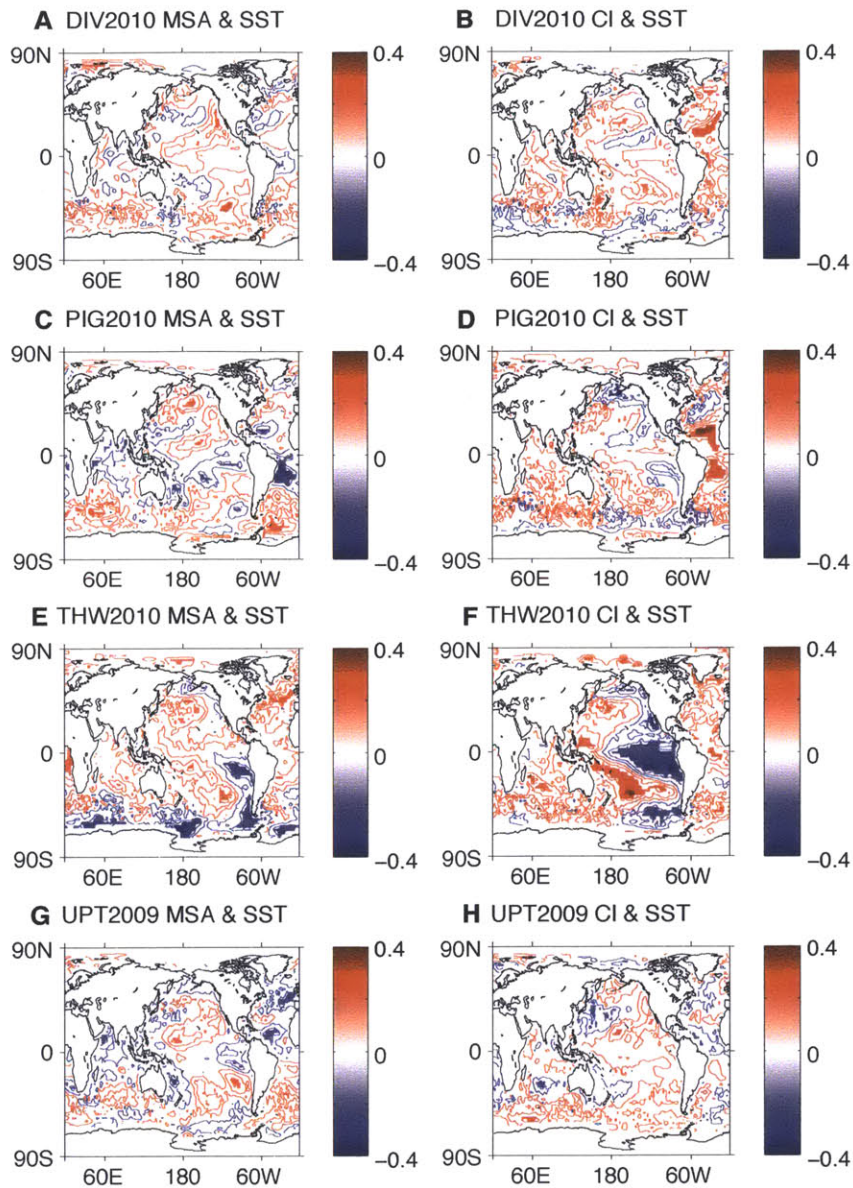 A DIV2010 MSA & SST
B DIV2010 Cl & SST
90N
0
90S
60E 180 60W
0.4
0
−0.4
90N
0
90S
60E 180 60W
0.4
0
−0.4
C PIG2010 MSA & SST
D PIG2010 Cl & SST
90N
0
90S
60E 180 60W
0.4
0
−0.4
90N
0
90S
60E 180 60W
0.4
0
−0.4
E THW2010 MSA & SST
F THW2010 Cl & SST
90N
0
90S
60E 180 60W
0.4
0
−0.4
90N
0
90S
60E 180 60W
0.4
0
−0.4
G UPT2009 MSA & SST
H UPT2009 Cl & SST
90N
0
90S
60E 180 60W
0.4
0
−0.4
90N
0
90S
60E 180 60W
0.4
0
−0.4